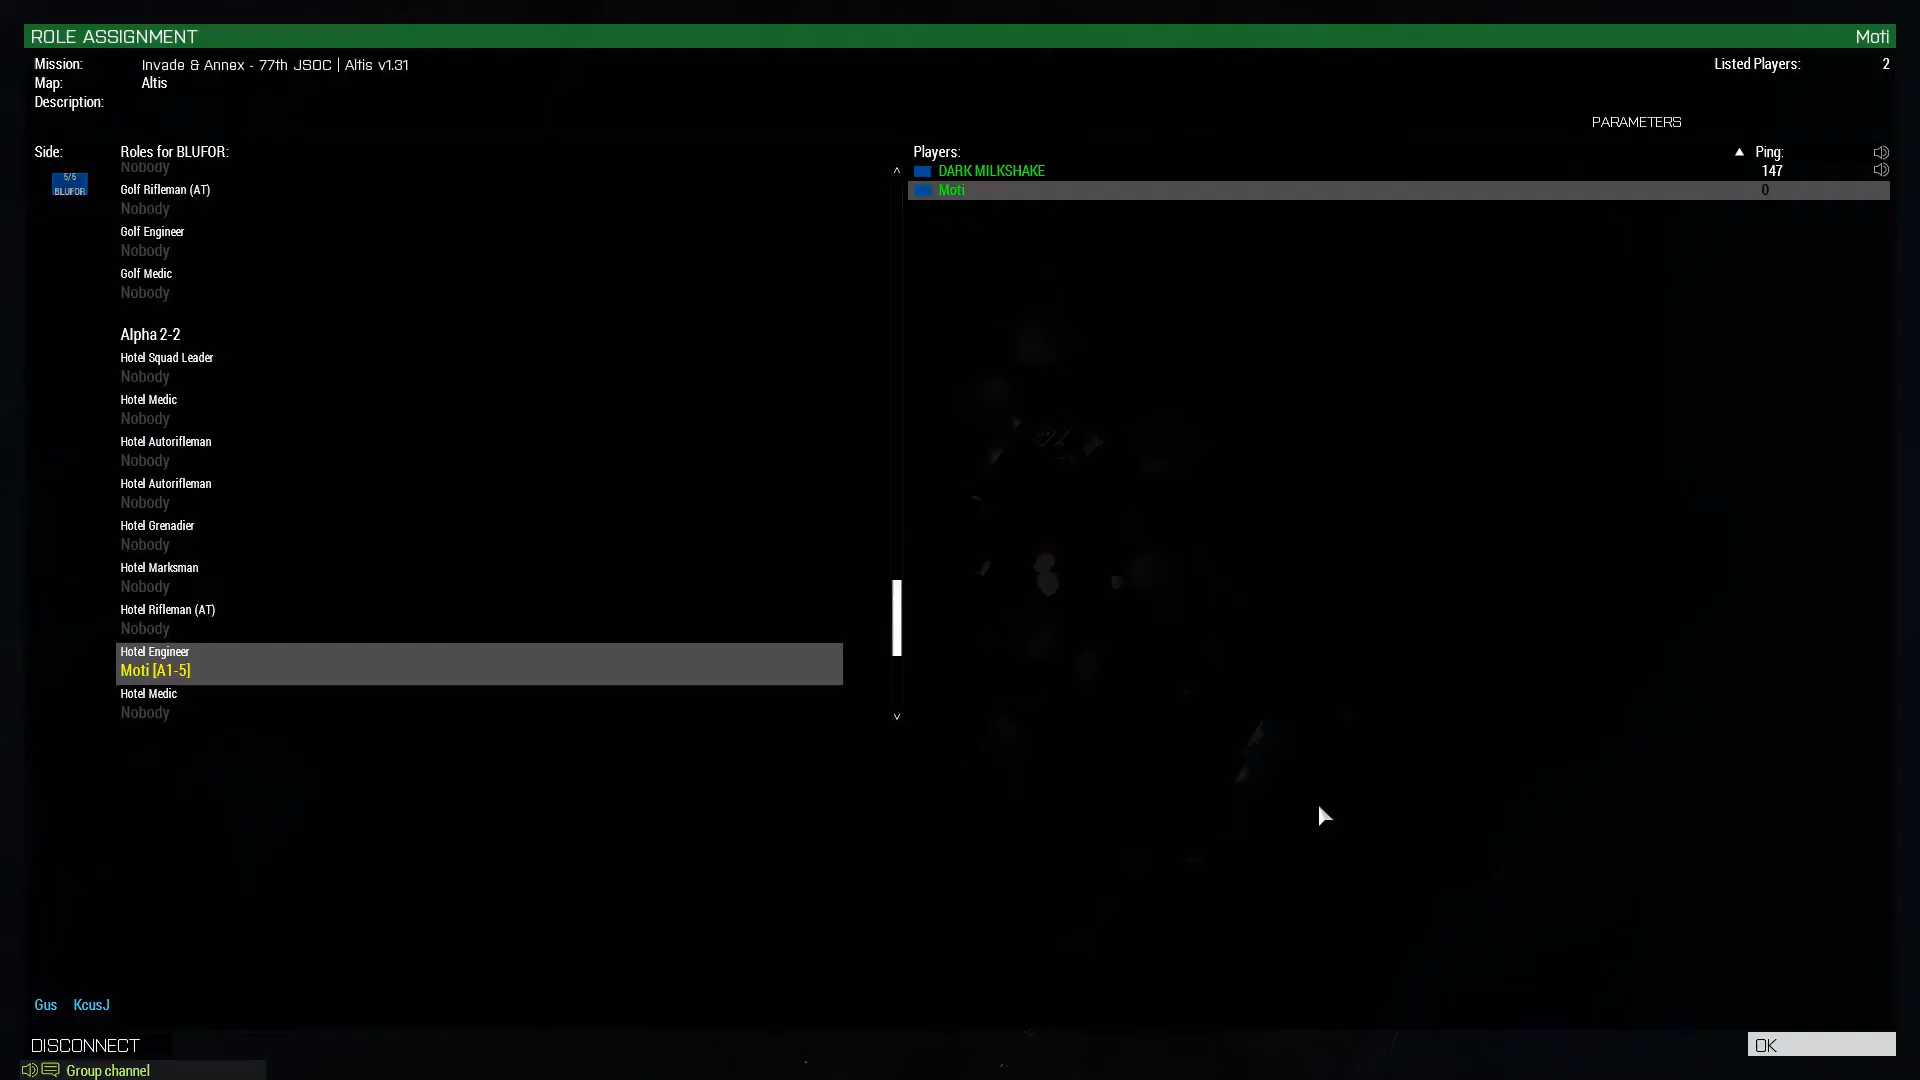 ROLE ASSIGNMENT Moti
Mission: Invade & Annex - 77th JSOC | Altis v1.31 Listed Players: 2
Map: Altis
Description:
PARAMETERS
Side: Roles for BLUFOR: Players: ▲ Ping:
Nobody
5/5
BLUFOR
DARK MILKSHAKE 147
Moti 0
Golf Rifleman (AT)
Nobody
Golf Engineer
Nobody
Golf Medic
Nobody
Alpha 2-2
Hotel Squad Leader
Nobody
Hotel Medic
Nobody
Hotel Autorifleman
Nobody
Hotel Autorifleman
Nobody
Hotel Grenadier
Nobody
Hotel Marksman
Nobody
Hotel Rifleman (AT)
Nobody
Hotel Engineer
Moti [A1-5]
Hotel Medic
Nobody
Gus KcusJ
DISCONNECT OK
Group channel